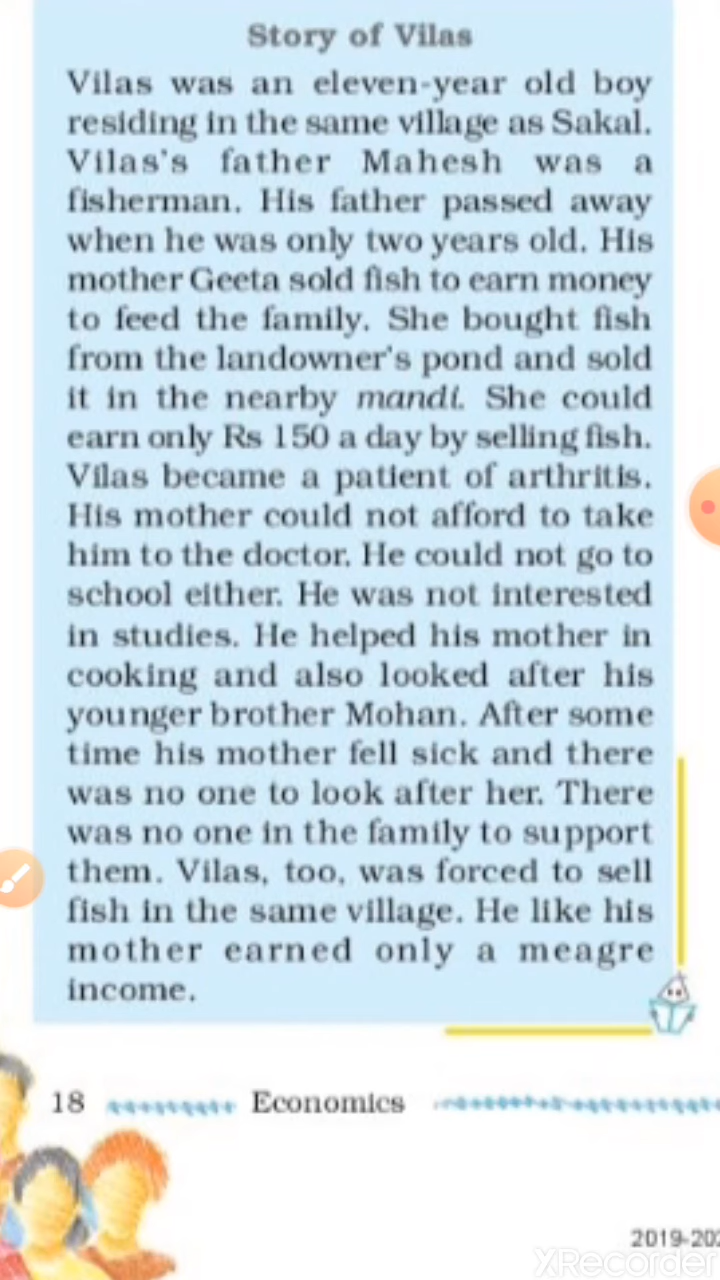 Story of Vilas
Vilas was an eleven-year old boy
residing in the same village as Sakal.
Vilas's father Mahesh was a
fisherman. His father passed away
when he was only two years old. His
mother Geeta sold fish to earn money
to feed the family. She bought fish
from the landowner's pond and sold
it in the nearby mandi. She could
earn only Rs 150 a day by selling fish.
Vilas became a patient of arthritis.
His mother could not afford to take
him to the doctor. He could not go to
school either. He was not interested
in studies. He helped his mother in
cooking and also looked after his
younger brother Mohan. After some
time his mother fell sick and there
was no one to look after her. There
was no one in the family to support
them. Vilas, too, was forced to sell
fish in the same village. He like his
mother earned only a meagre
income.
18 Economics
2019-202
XRecorder